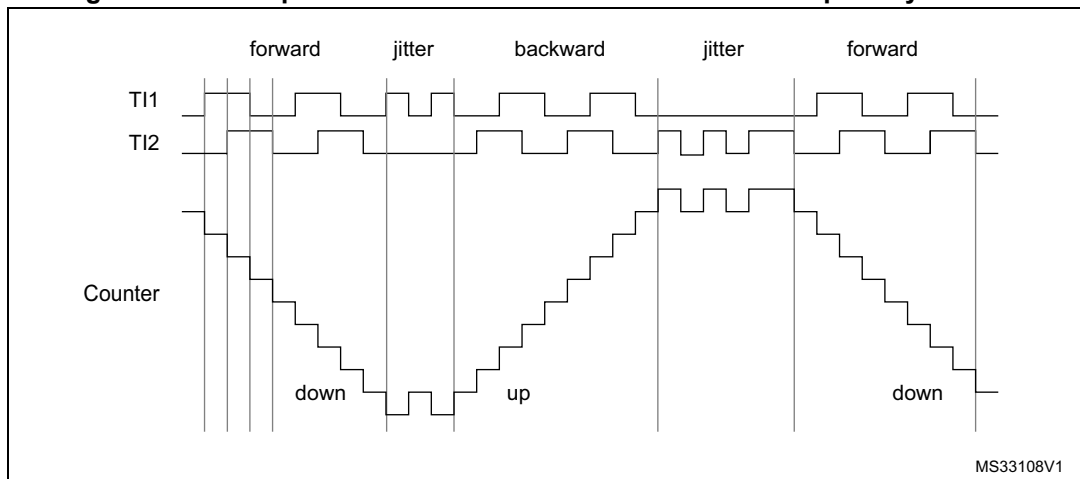 forward jitter backward jitter forward
TI1
TI2
Counter
down up down
MS33108V1